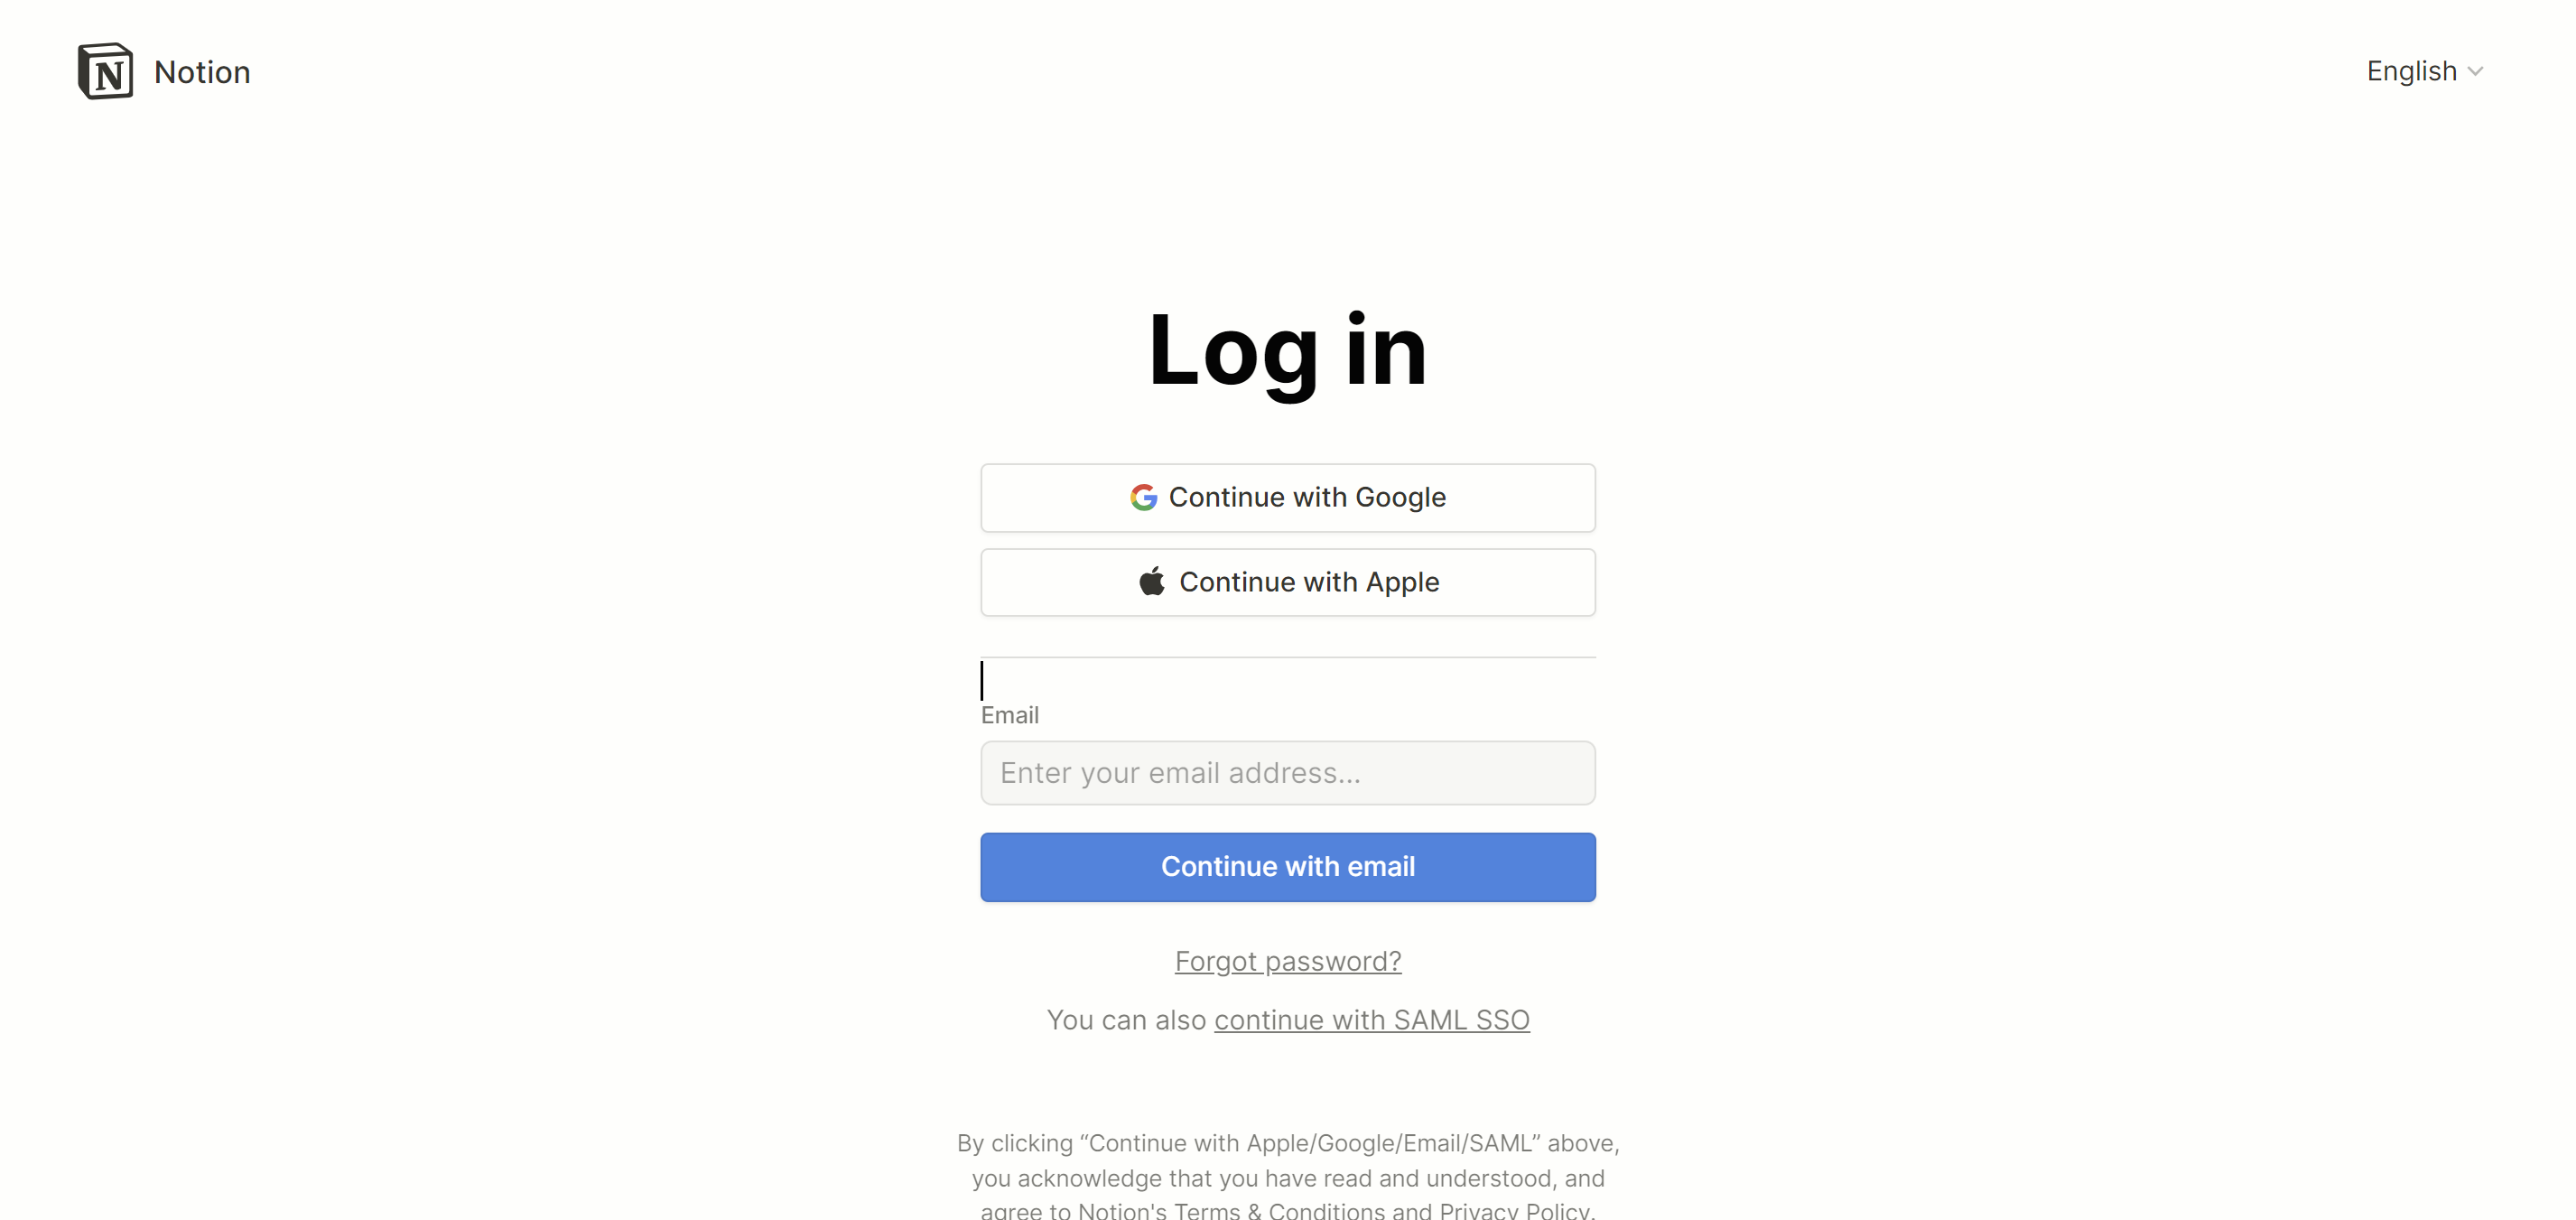 Notion
English
Log in
Continue with Google
Continue with Apple
Email
Enter your email address...
Continue with email
Forgot password?
You can also continue with SAML SSO
By clicking “Continue with Apple/Google/Email/SAML” above,
you acknowledge that you have read and understood, and
agree to Notion's Terms & Conditions and Privacy Policy.